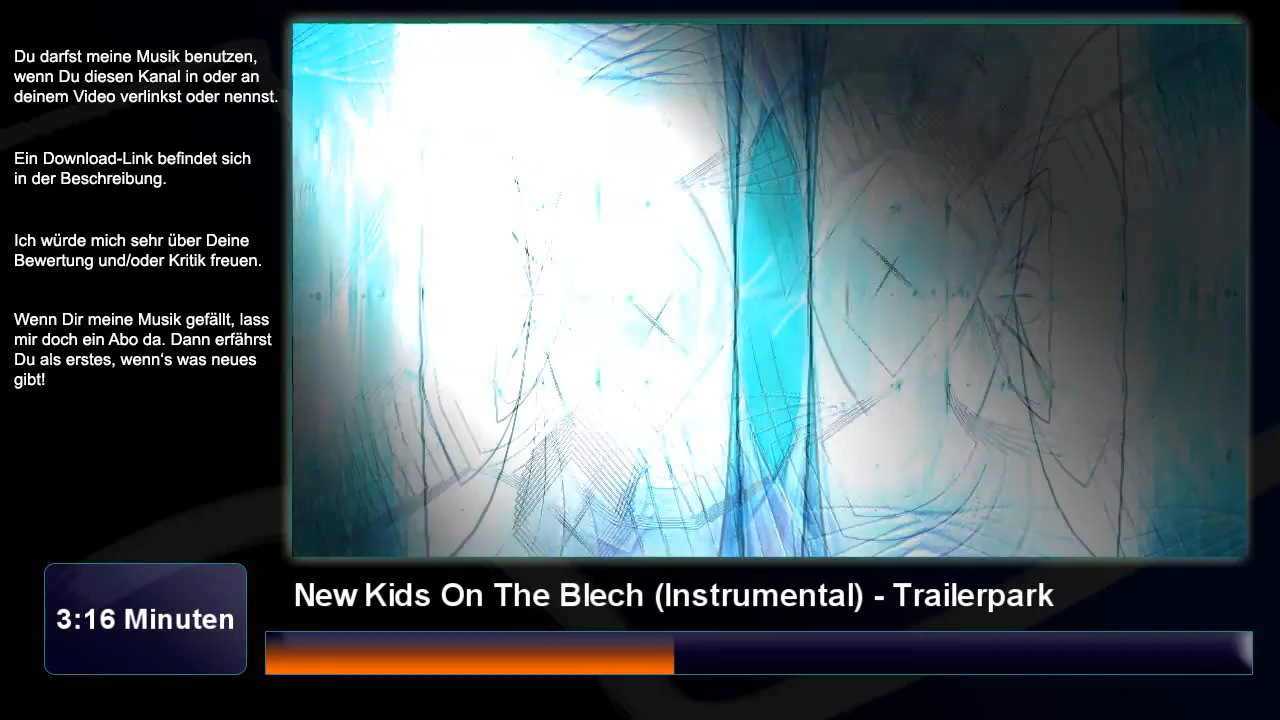 Du darfst meine Musik benutzen,
wenn Du diesen Kanal in oder an
deinem Video verlinkst oder nennst.
Ein Download-Link befindet sich
in der Beschreibung.
Ich würde mich sehr über Deine
Bewertung und/oder Kritik freuen.
Wenn Dir meine Musik gefällt, lass
mir doch ein Abo da. Dann erfährst
Du als erstes, wenn‘s was neues
gibt!
3:16 Minuten
New Kids On The Blech (Instrumental) - Trailerpark